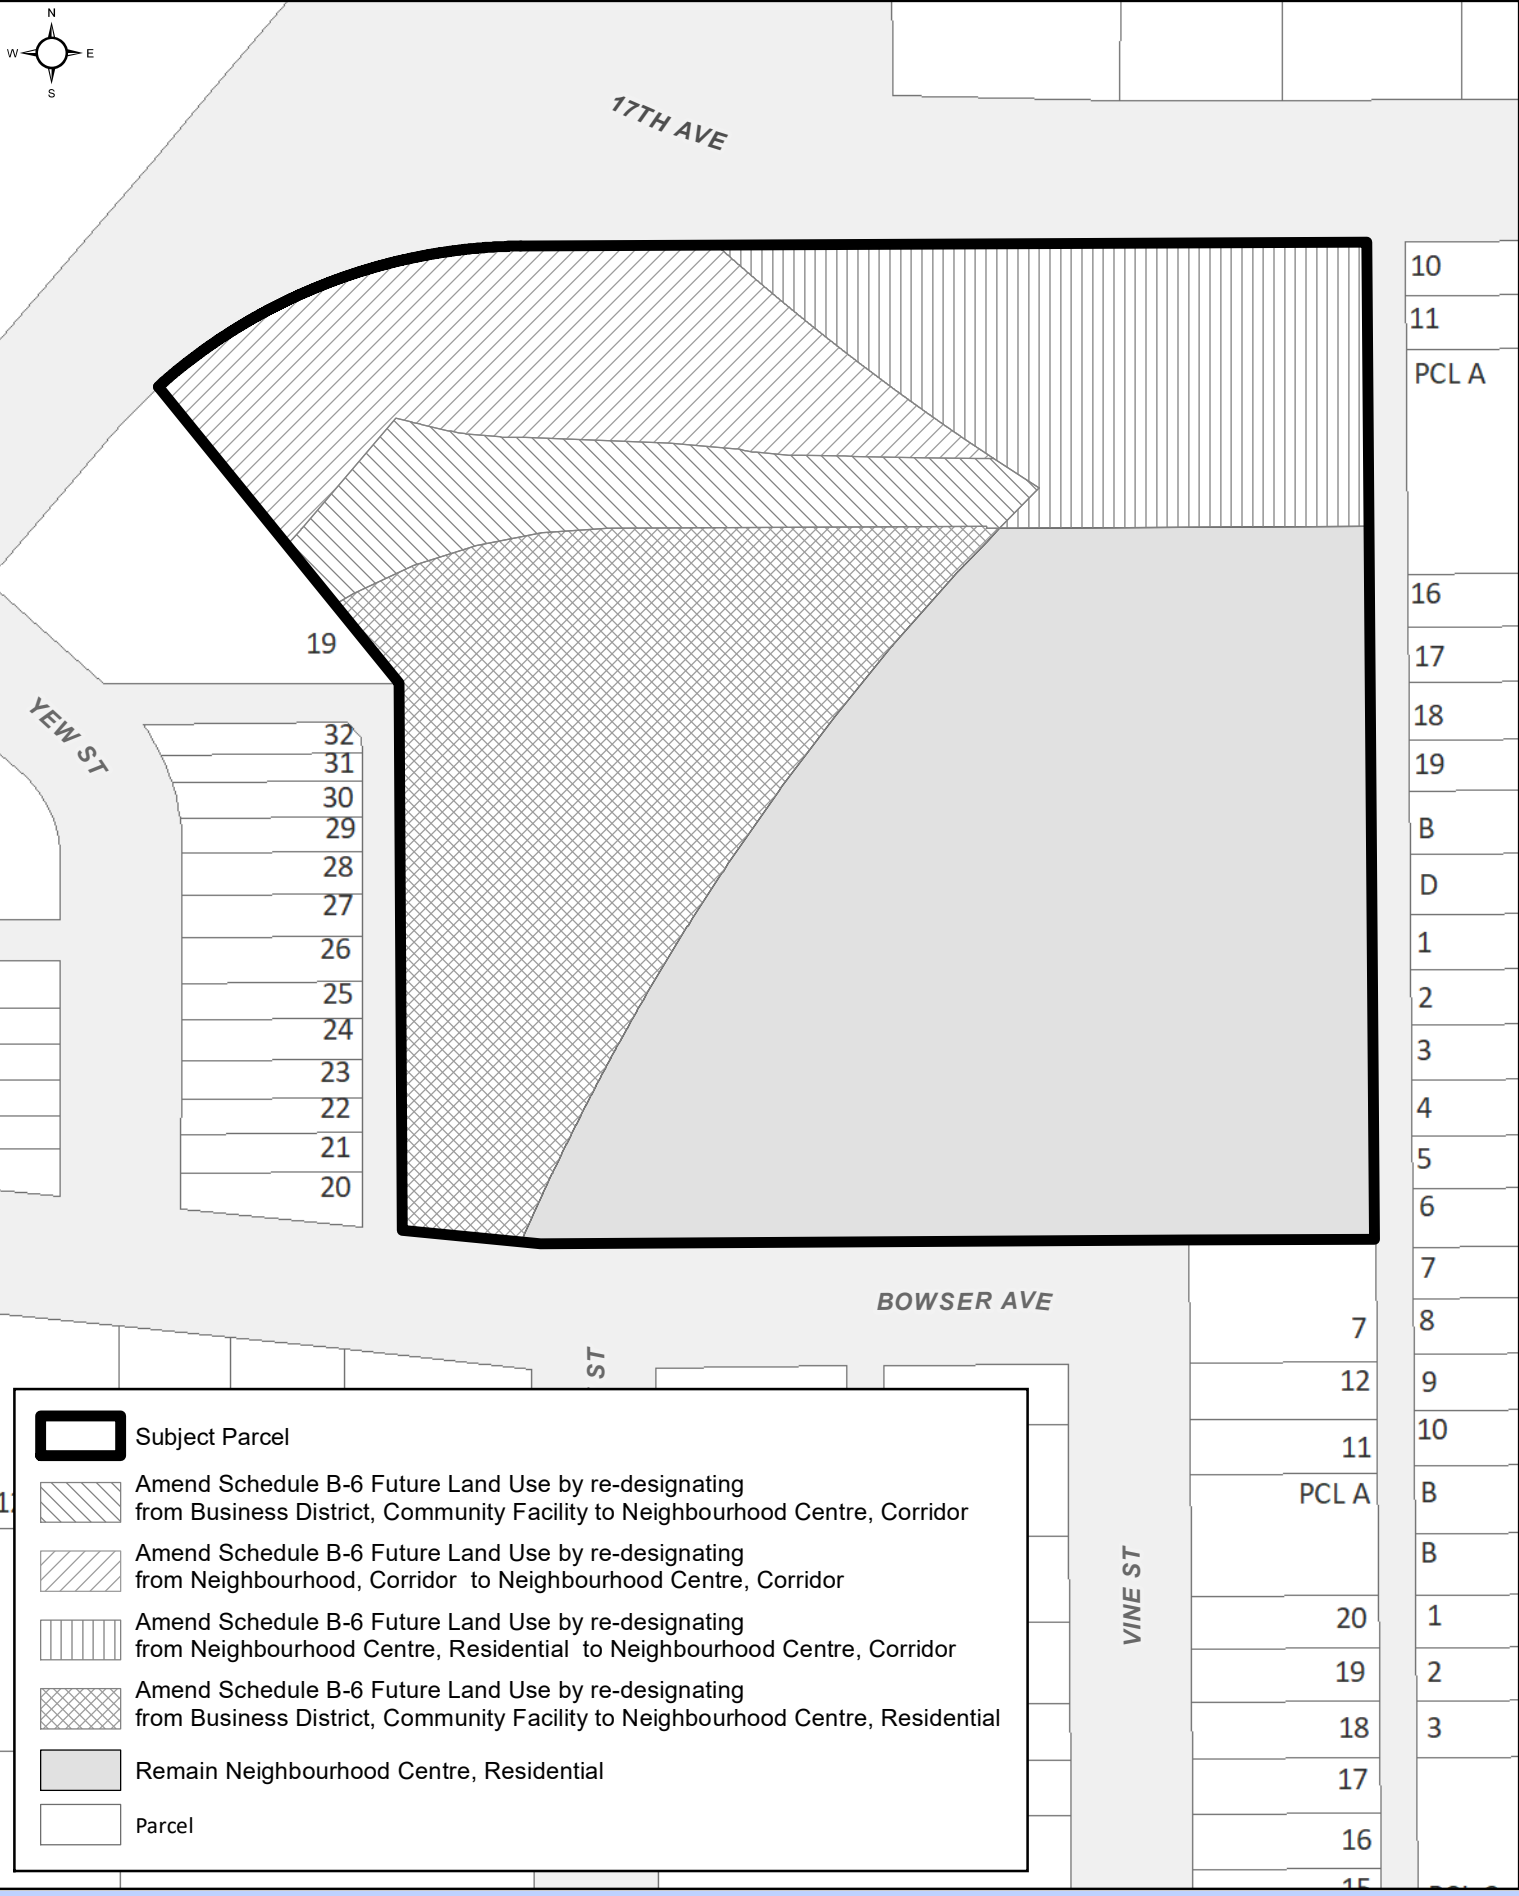 N
W E
S
17TH AVE
10
11
PCL A
16
17
18
19
B
D
1
2
3
4
5
6
7
8
9
10
B
B
1
2
3
19
YEW ST
32
31
30
29
28
27
26
25
24
23
22
21
20
BOWSER AVE
ST
VINE ST
7
12
11
PCL A
20
19
18
17
16
15
Subject Parcel
Amend Schedule B-6 Future Land Use by re-designating
from Business District, Community Facility to Neighbourhood Centre, Corridor
Amend Schedule B-6 Future Land Use by re-designating
from Neighbourhood, Corridor to Neighbourhood Centre, Corridor
Amend Schedule B-6 Future Land Use by re-designating
from Neighbourhood Centre, Residential to Neighbourhood Centre, Corridor
Amend Schedule B-6 Future Land Use by re-designating
from Business District, Community Facility to Neighbourhood Centre, Residential
Remain Neighbourhood Centre, Residential
Parcel